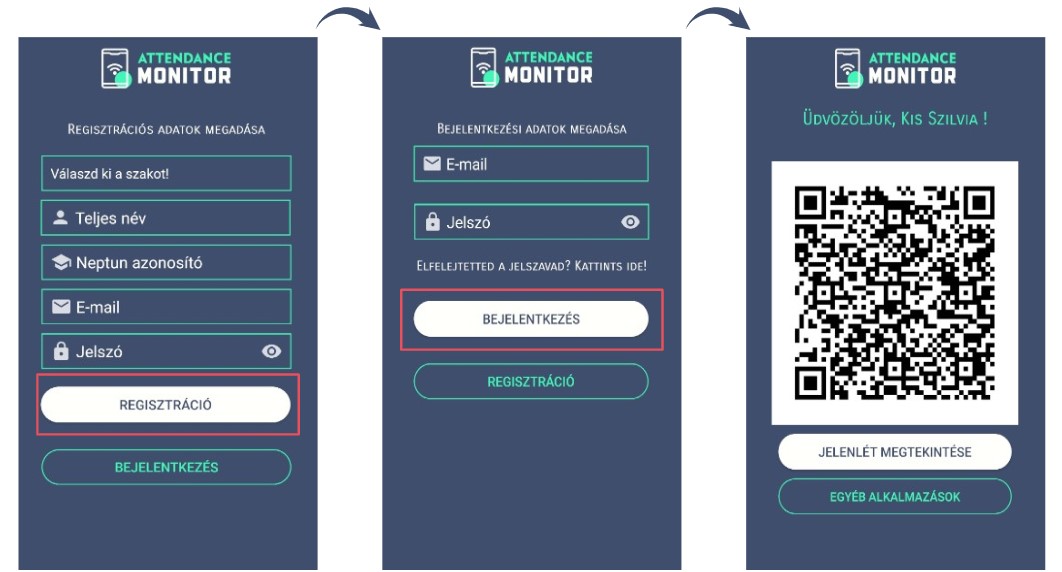 ATTENDANCE
MONITOR
REGISZTRÁCIÓS ADATOK MEGADÁSA
Válaszd ki a szakot!
Teljes név
Neptun azonosító
E-mail
Jelszó
REGISZTRÁCIÓ
BEJELENTKEZÉS
ATTENDANCE
MONITOR
BEJELENTKEZÉSI ADATOK MEGADÁSA
E-mail
Jelszó
ELFELEJTETTED A JELSZAVAD? KATTINTS IDE!
BEJELENTKEZÉS
REGISZTRÁCIÓ
ATTENDANCE
MONITOR
ÜDVÖZÖLJÜK, KIS SZILVIA !
JELENLÉT MEGTEKINTÉSE
EGYÉB ALKALMAZÁSOK